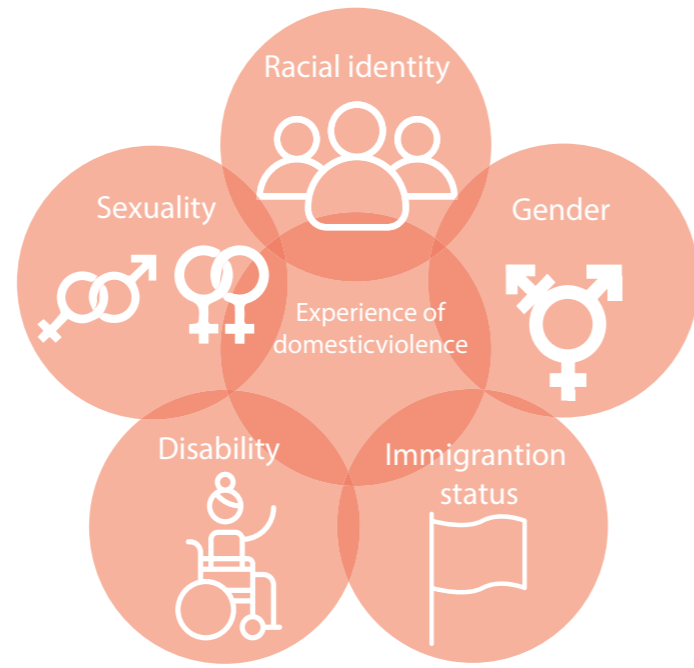 Racial identity
Sexuality
Gender
Experience of
domesticviolence
Disability
Immigrantion
status